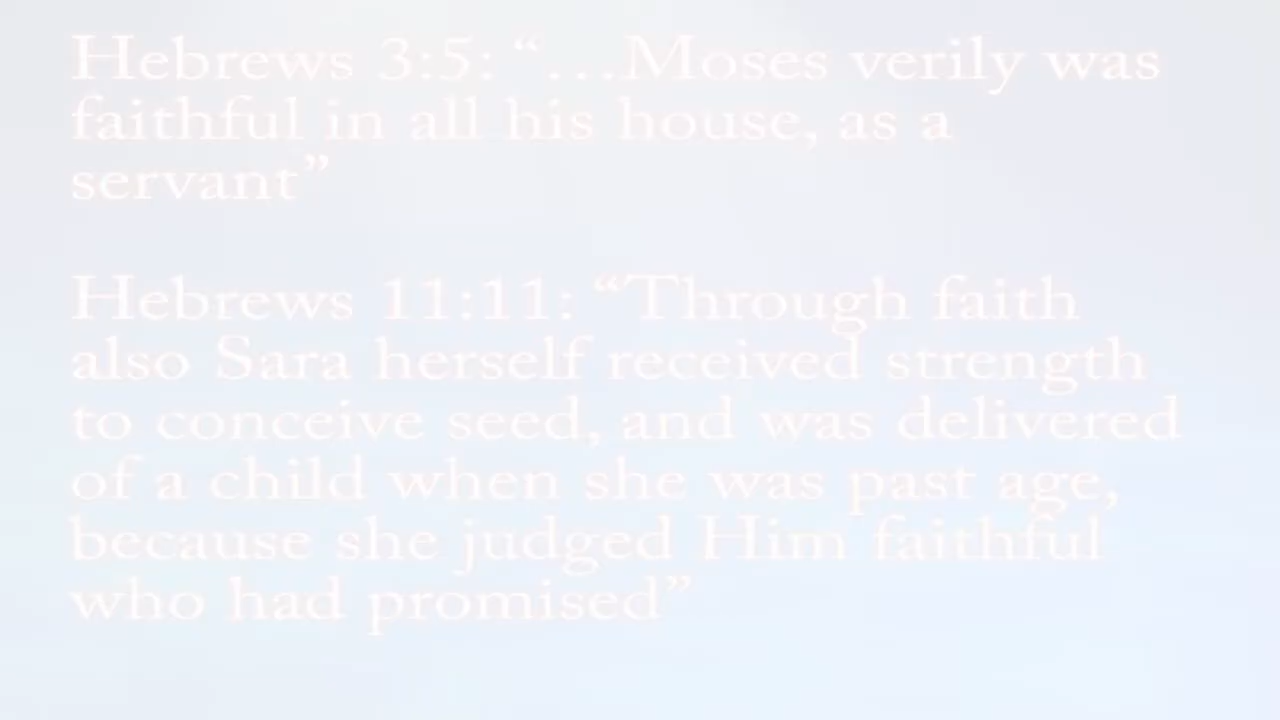 Hebrews 3:5: “…Moses verily was
faithful in all his house, as a
servant”
Hebrews 11:11: “Through faith
also Sara herself received strength
to conceive seed, and was delivered
of a child when she was past age,
because she judged Him faithful
who had promised”